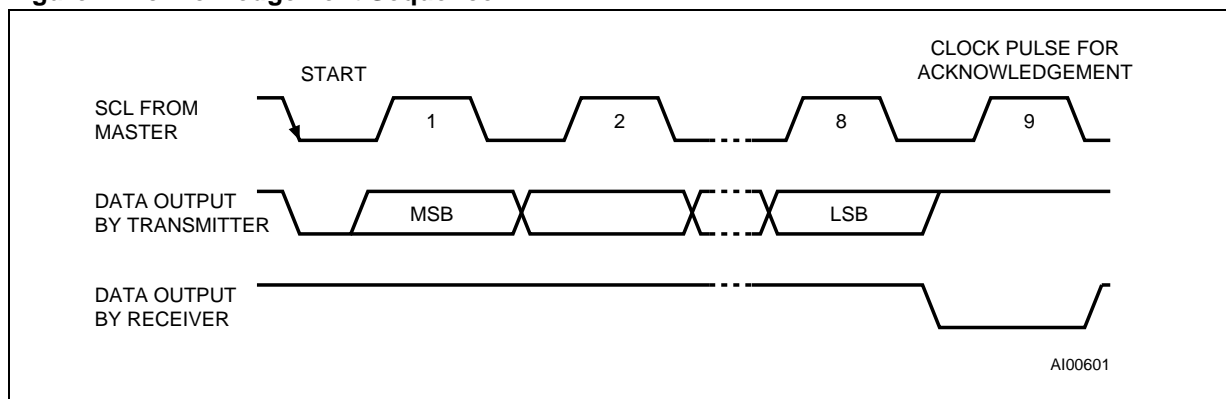 CLOCK PULSE FOR
ACKNOWLEDGEMENT
START
SCL FROM
MASTER
1
2
8
9
DATA OUTPUT
BY TRANSMITTER
MSB
LSB
DATA OUTPUT
BY RECEIVER
AI00601